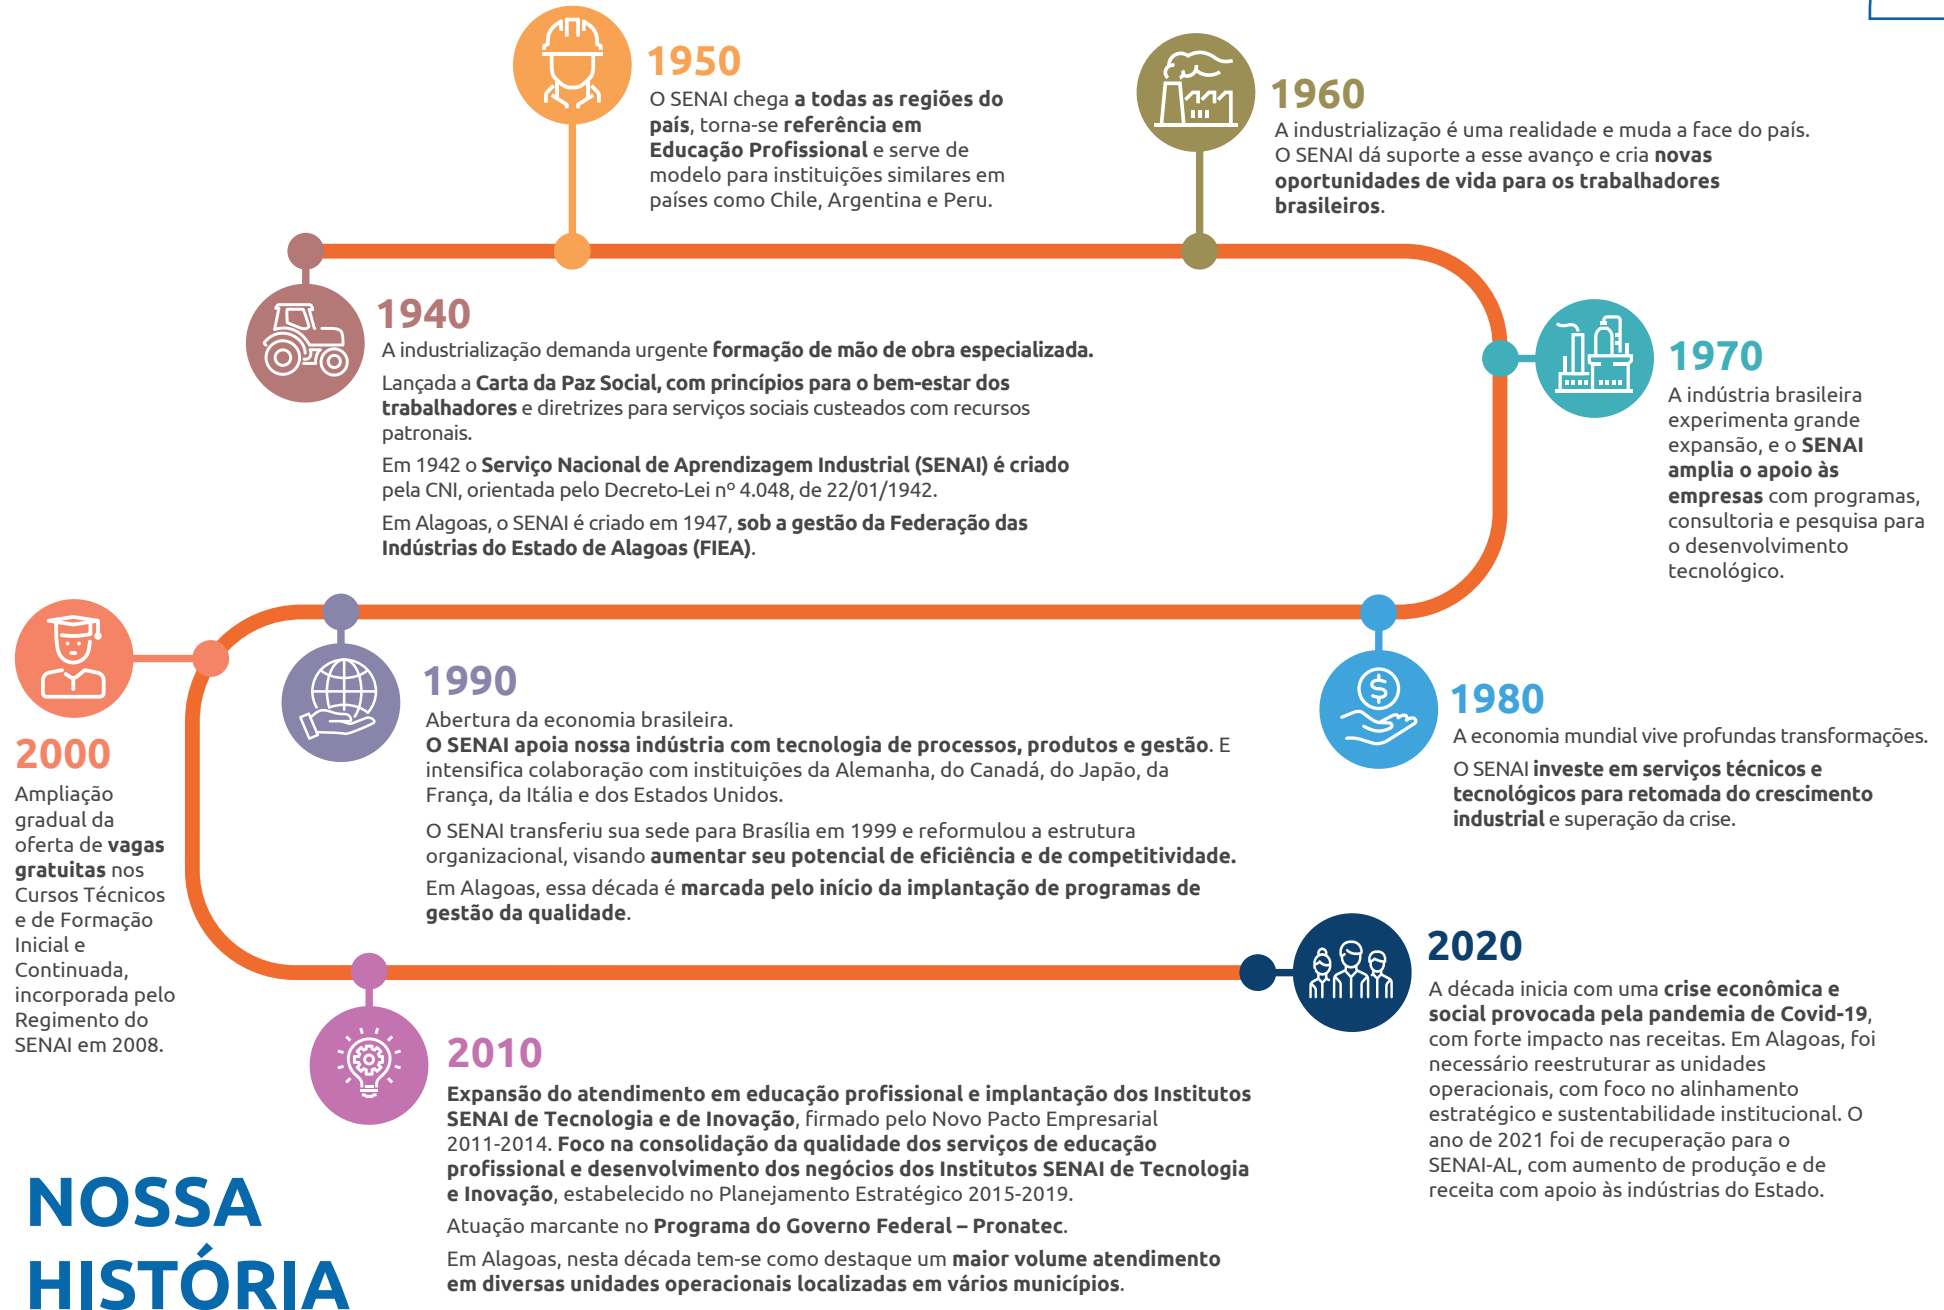 1950
O SENAI chega a todas as regiões do
país, torna-se referência em
Educação Profissional e serve de
modelo para instituições similares em
países como Chile, Argentina e Peru.
1960
A industrialização é uma realidade e muda a face do país.
O SENAI dá suporte a esse avanço e cria novas
oportunidades de vida para os trabalhadores
brasileiros.
1940
A industrialização demanda urgente formação de mão de obra especializada.
Lançada a Carta da Paz Social, com princípios para o bem-estar dos
trabalhadores e diretrizes para serviços sociais custeados com recursos
patronais.
Em 1942 o Serviço Nacional de Aprendizagem Industrial (SENAI) é criado
pela CNI, orientada pelo Decreto-Lei nº 4.048, de 22/01/1942.
Em Alagoas, o SENAI é criado em 1947, sob a gestão da Federação das
Indústrias do Estado de Alagoas (FIEA).
1970
A indústria brasileira
experimenta grande
expansão, e o SENAI
amplia o apoio às
empresas com programas,
consultoria e pesquisa para
o desenvolvimento
tecnológico.
1980
A economia mundial vive profundas transformações.
O SENAI investe em serviços técnicos e
tecnológicos para retomada do crescimento
industrial e superação da crise.
1990
Abertura da economia brasileira.
O SENAI apoia nossa indústria com tecnologia de processos, produtos e gestão. E
intensifica colaboração com instituições da Alemanha, do Canadá, do Japão, da
França, da Itália e dos Estados Unidos.
O SENAI transferiu sua sede para Brasília em 1999 e reformulou a estrutura
organizacional, visando aumentar seu potencial de eficiência e de competitividade.
Em Alagoas, essa década é marcada pelo início da implantação de programas de
gestão da qualidade.
2000
Ampliação
gradual da
oferta de vagas
gratuitas nos
Cursos Técnicos
e de Formação
Inicial e
Continuada,
incorporada pelo
Regimento do
SENAI em 2008.
2010
Expansão do atendimento em educação profissional e implantação dos Institutos
SENAI de Tecnologia e de Inovação, firmado pelo Novo Pacto Empresarial
2011-2014. Foco na consolidação da qualidade dos serviços de educação
profissional e desenvolvimento dos negócios dos Institutos SENAI de Tecnologia
e Inovação, estabelecido no Planejamento Estratégico 2015-2019.
Atuação marcante no Programa do Governo Federal – Pronatec.
Em Alagoas, nesta década tem-se como destaque um maior volume atendimento
em diversas unidades operacionais localizadas em vários municípios.
2020
A década inicia com uma crise econômica e
social provocada pela pandemia de Covid-19,
com forte impacto nas receitas. Em Alagoas, foi
necessário reestruturar as unidades
operacionais, com foco no alinhamento
estratégico e sustentabilidade institucional. O
ano de 2021 foi de recuperação para o
SENAI-AL, com aumento de produção e de
receita com apoio às indústrias do Estado.
NOSSA
HISTÓRIA